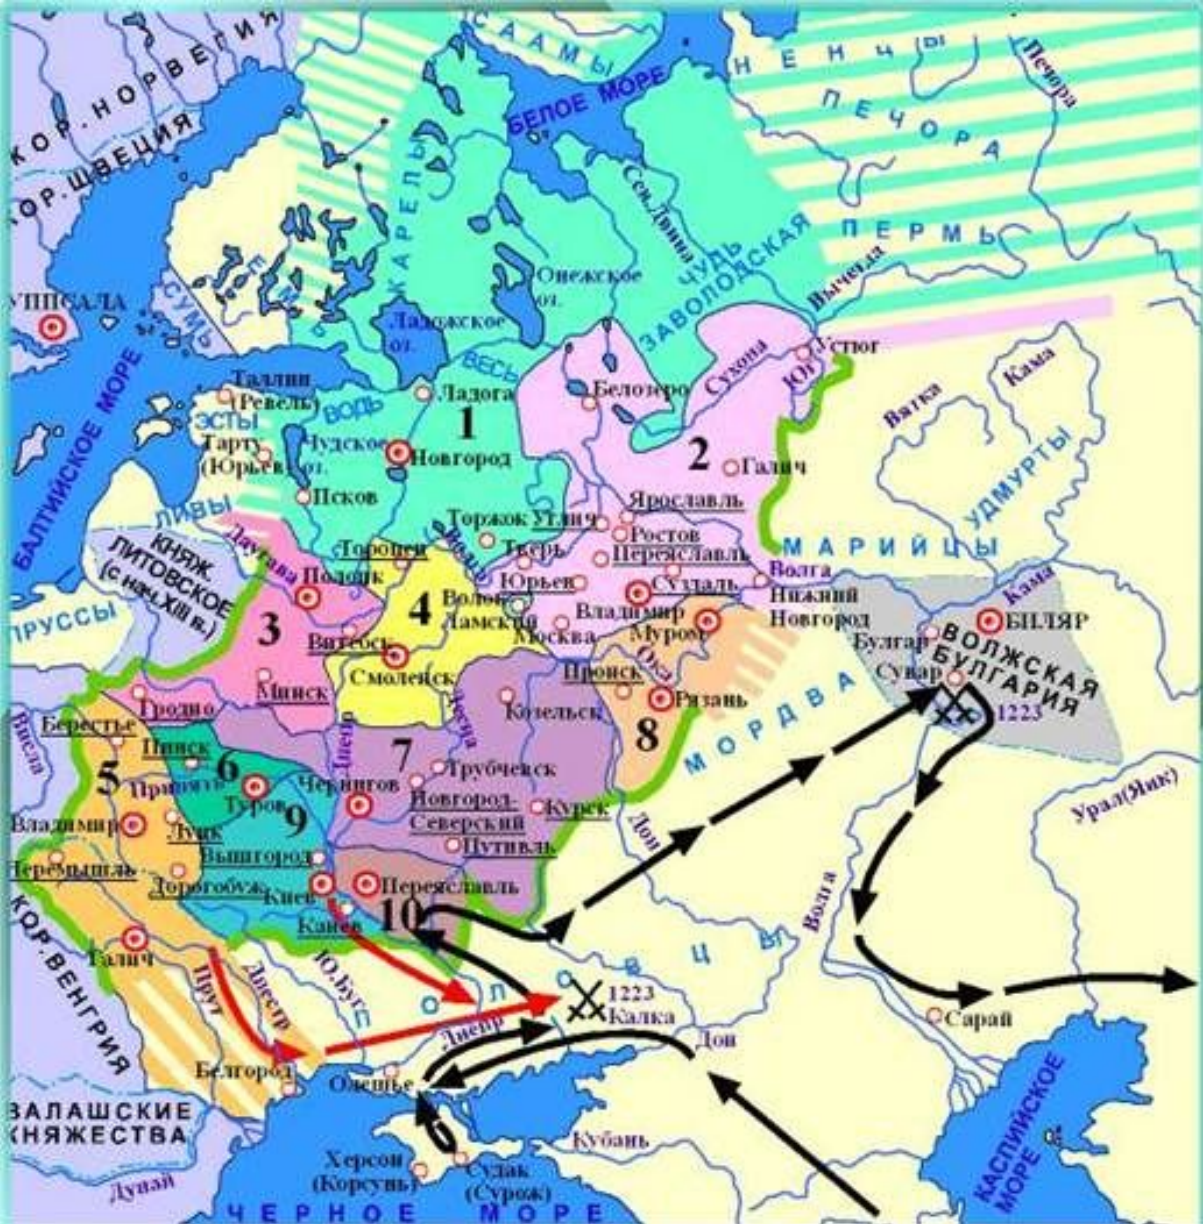 СААМЫ
НЕНЦЫ
Печора
КОР. НОРВЕГИЯ
БЕЛОЕ МОРЕ
ПЕЧОРА
КОР. ШВЕЦИЯ
КАРЕЛЫ
Сев. Двина
ПЕРМЬ
ЧУДЬ
ЗАВОЛОДСКАЯ
Вычегда
ЕМЬ
Онежское
оз.
СУМЬ
УППСАЛА
Ладожское
оз.
ВЕСЬ
Устюг
Юг
Сухона
Кама
Вятка
БАЛТИЙСКОЕ МОРЕ
Таллин
(Ревель)
ВОДЬ
Ладога
Белозеро
ЭСТЫ
1
2
Галич
Тарту
(Юрьев)
Чудское
оз.
Новгород
УДМУРТЫ
Псков
ЛИВЫ
Ярославль
Торжок
Углич
Ростов
КНЯЖ.
ЛИТОВСКОЕ
(с нач.XIII в.)
Даугава
Торопец
Волга
Тверь
Переяславль
МАРИЙЦЫ
Полоцк
Юрьев
Суздаль
Волга
Кама
ПРУССЫ
3
4
Волок
Ламский
Владимир
Нижний
Новгород
БИЛЯР
Витебск
Москва
Муром
Булгар
ВОЛЖСКАЯ
БУЛГАРИЯ
Смоленск
Пронск
Ока
Сувар
Минск
Рязань
МОРДВА
1223
Гродно
Козельск
8
Берестье
Десна
Висла
Пинск
Днепр
7
5
6
Трубчевск
Припять
Туров
Чернигов
Новгород-
Северский
Курск
Урал(Яик)
Владимир
Луцк
9
Дон
Путивль
Вышгород
Перемышль
Дорогобуж
Киев
Переяславль
Волга
КОР. ВЕНГРИЯ
Канев
10
Галич
ПОЛОВЦЫ
Прут
Днестр
Ю.Буг
1223
Калка
Сарай
Днепр
Дон
Белгород
Олешье
ВАЛАШСКИЕ
КНЯЖЕСТВА
Кубань
КАСПИЙСКОЕ
МОРЕ
Дунай
Херсон
(Корсунь)
Судак
(Сурож)
ЧЕРНОЕ МОРЕ